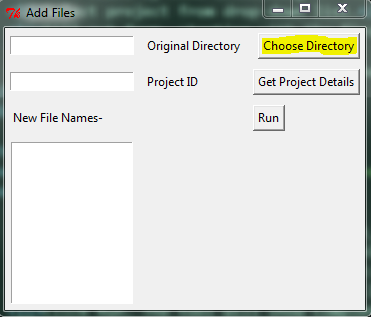 Add Files
Original Directory Choose Directory
Project ID Get Project Details
New File Names- Run